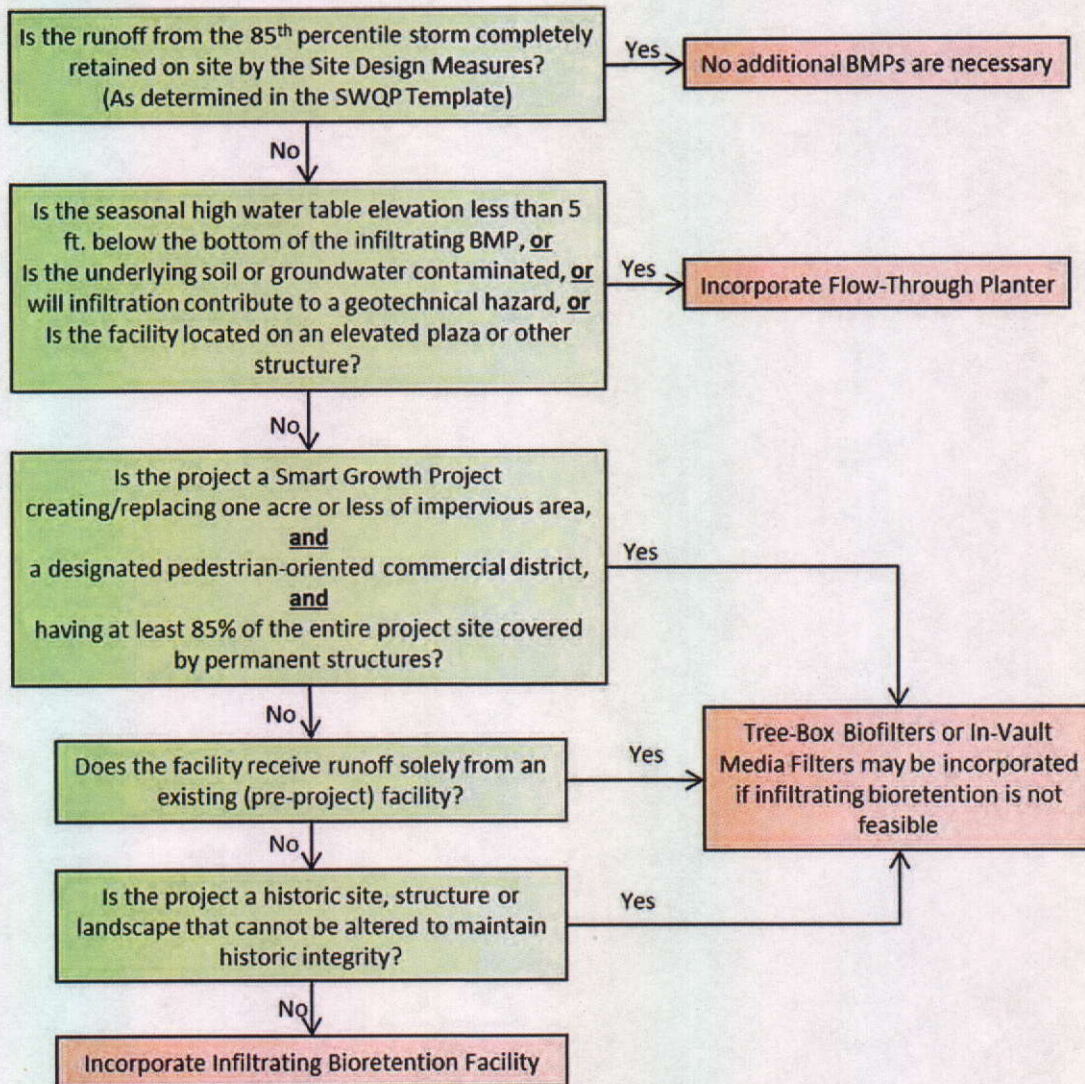 Is the runoff from the 85th percentile storm completely
retained on site by the Site Design Measures?
(As determined in the SWQP Template)
Yes
No additional BMPs are necessary
No
Is the seasonal high water table elevation less than 5
ft. below the bottom of the infiltrating BMP, or
Is the underlying soil or groundwater contaminated, or
will infiltration contribute to a geotechnical hazard, or
Is the facility located on an elevated plaza or other
structure?
Yes
Incorporate Flow-Through Planter
No
Is the project a Smart Growth Project
creating/replacing one acre or less of impervious area,
and
a designated pedestrian-oriented commercial district,
and
having at least 85% of the entire project site covered
by permanent structures?
Yes
No
Does the facility receive runoff solely from an
existing (pre-project) facility?
Yes
Tree-Box Biofilters or In-Vault
Media Filters may be incorporated
if infiltrating bioretention is not
feasible
No
Is the project a historic site, structure or
landscape that cannot be altered to maintain
historic integrity?
Yes
No
Incorporate Infiltrating Bioretention Facility